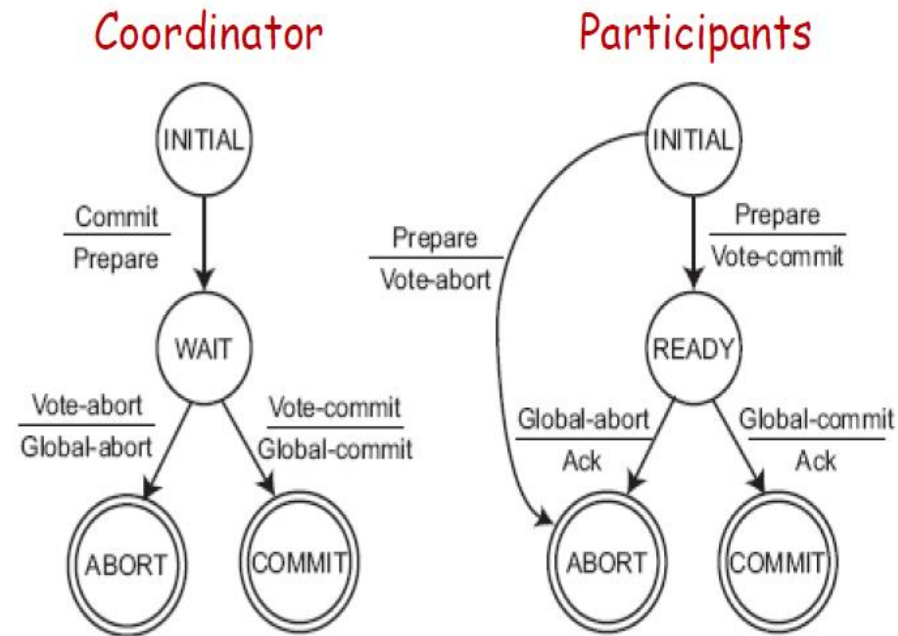 Coordinator
Participants
INITIAL
INITIAL
Commit
Prepare
Prepare
Vote-abort
Prepare
Vote-commit
WAIT
READY
Vote-abort
Global-abort
Vote-commit
Global-commit
Global-abort
Ack
Global-commit
Ack
ABORT
COMMIT
ABORT
COMMIT